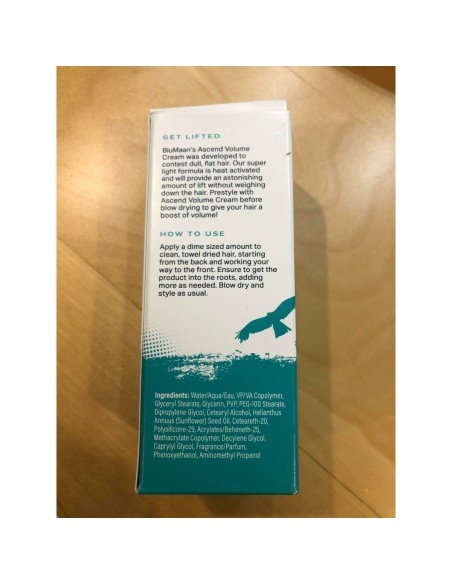 GET LIFTED
BluMaan's Ascend Volume
Cream was developed to
contest dull, flat hair. Our super
light formula is heat activated
and will provide an astonishing
amount of lift without weighing
down the hair. Prestyle with
Ascend Volume Cream before
blow drying to give your hair a
boost of volume!
HOW TO USE
Apply a dime sized amount to
clean, towel dried hair, starting
from the back and working your
way to the front. Ensure to get the
product into the roots, adding
more as needed. Blow dry and
style as usual.
Ingredients: Water/Aqua/Eau, VP/VA Copolymer,
Glyceryl Stearate, Glycerin, PVP, PEG-100 Stearate,
Dipropylene Glycol, Cetearyl Alcohol, Helianthus
Annuus (Sunflower) Seed Oil, Ceteareth-20,
Polysilicone-29, Acrylates/Beheneth-25,
Methacrylate Copolymer, Decylene Glycol,
Caprylyl Glycol, Fragrance/Parfum,
Phenoxyethanol, Aminomethyl Propanol